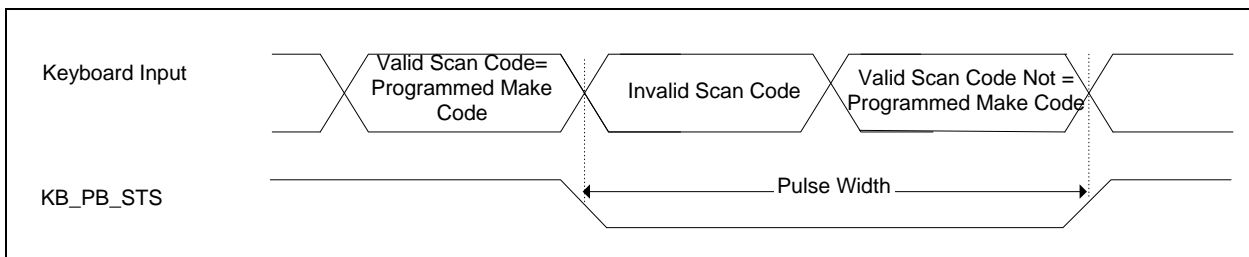 Keyboard Input
Valid Scan Code=
Programmed Make
Code
Invalid Scan Code
Valid Scan Code Not =
Programmed Make Code
KB_PB_STS
Pulse Width